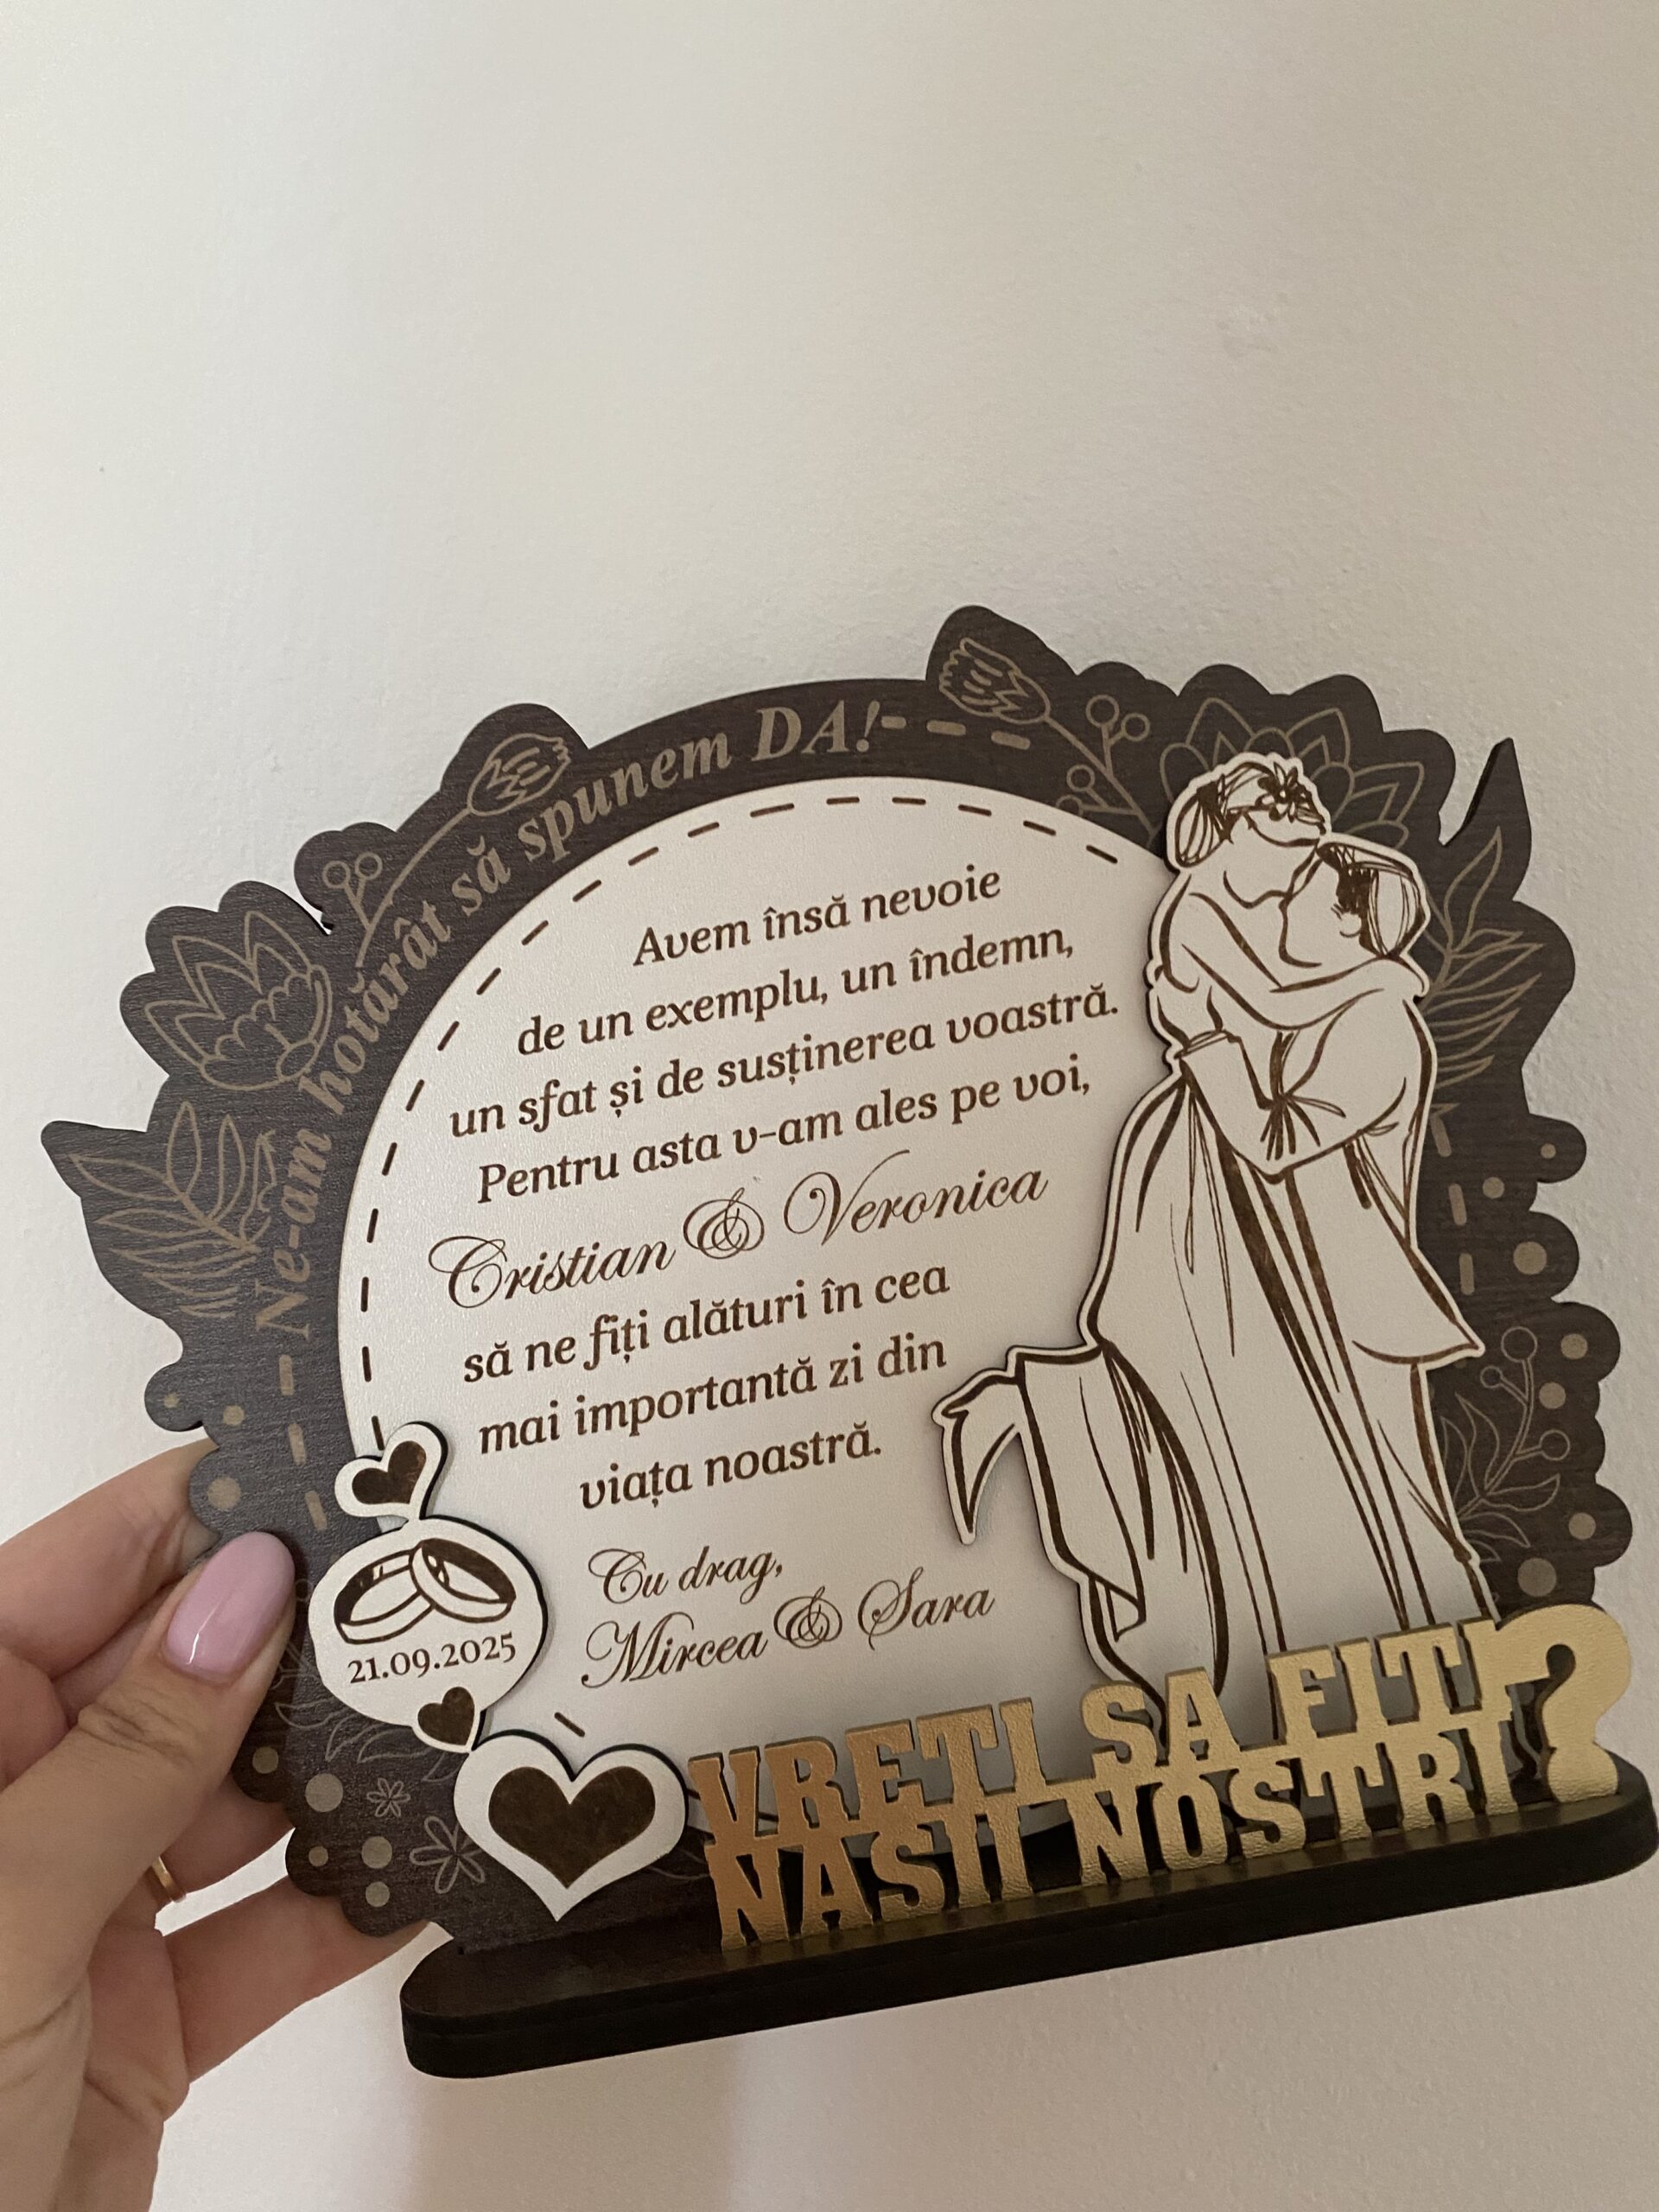 Ne-am hotărât să spunem DA!
Avem însă nevoie
de un exemplu, un îndemn,
un sfat și de susținerea voastră.
Pentru asta v-am ales pe voi,
Cristian & Veronica
să ne fiți alături în cea
mai importantă zi din
viața noastră.
Cu drag,
Mircea & Sara
21.09.2025
VRETI SA FITI
NASII NOSTRI?